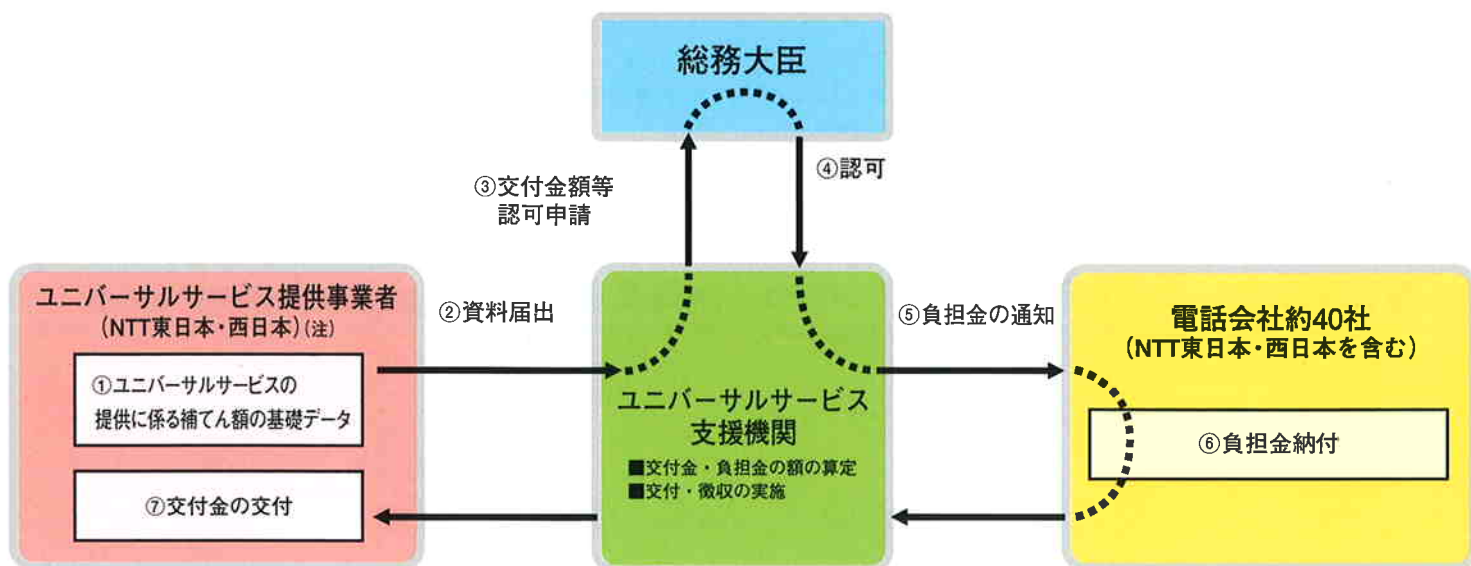 総務大臣
③交付金額等
認可申請
④認可
ユニバーサルサービス提供事業者
(NTT東日本・西日本)(注)
①ユニバーサルサービスの
提供に係る補てん額の基礎データ
⑦交付金の交付
②資料届出
ユニバーサルサービス
支援機関
■交付金・負担金の額の算定
■交付・徴収の実施
⑤負担金の通知
電話会社約40社
(NTT東日本・西日本を含む)
⑥負担金納付